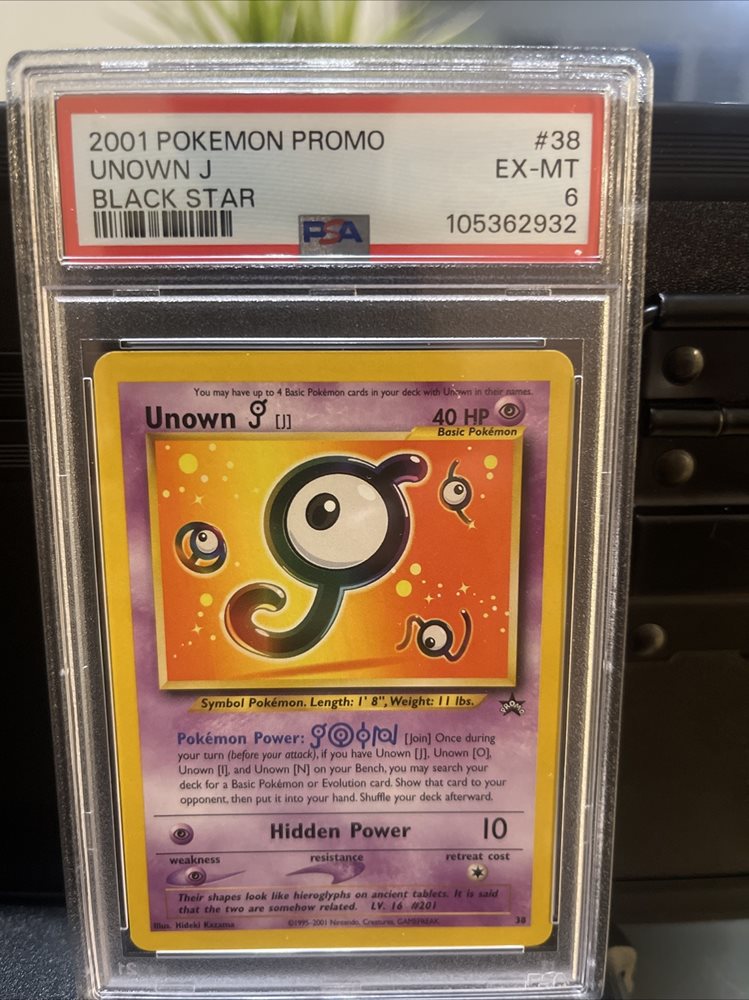 2001 POKEMON PROMO #38
UNOWN J EX-MT
BLACK STAR 6
PSA 105362932
You may have up to 4 Basic Pokémon cards in your deck with Unown in their names.
Unown J [J] 40 HP
Basic Pokémon
Symbol Pokémon. Length: 1' 8", Weight: 11 lbs.
PROMO
Pokémon Power: JOIN [Join] Once during
your turn (before your attack), if you have Unown [J], Unown [O],
Unown [I], and Unown [N] on your Bench, you may search your
deck for a Basic Pokémon or Evolution card. Show that card to your
opponent, then put it into your hand. Shuffle your deck afterward.
Hidden Power 10
weakness resistance retreat cost
Their shapes look like hieroglyphs on ancient tablets. It is said
that the two are somehow related. LV. 16 #201
Illus. Hideki Kazama ©1995-2001 Nintendo, Creatures, GAMEFREAK. 38